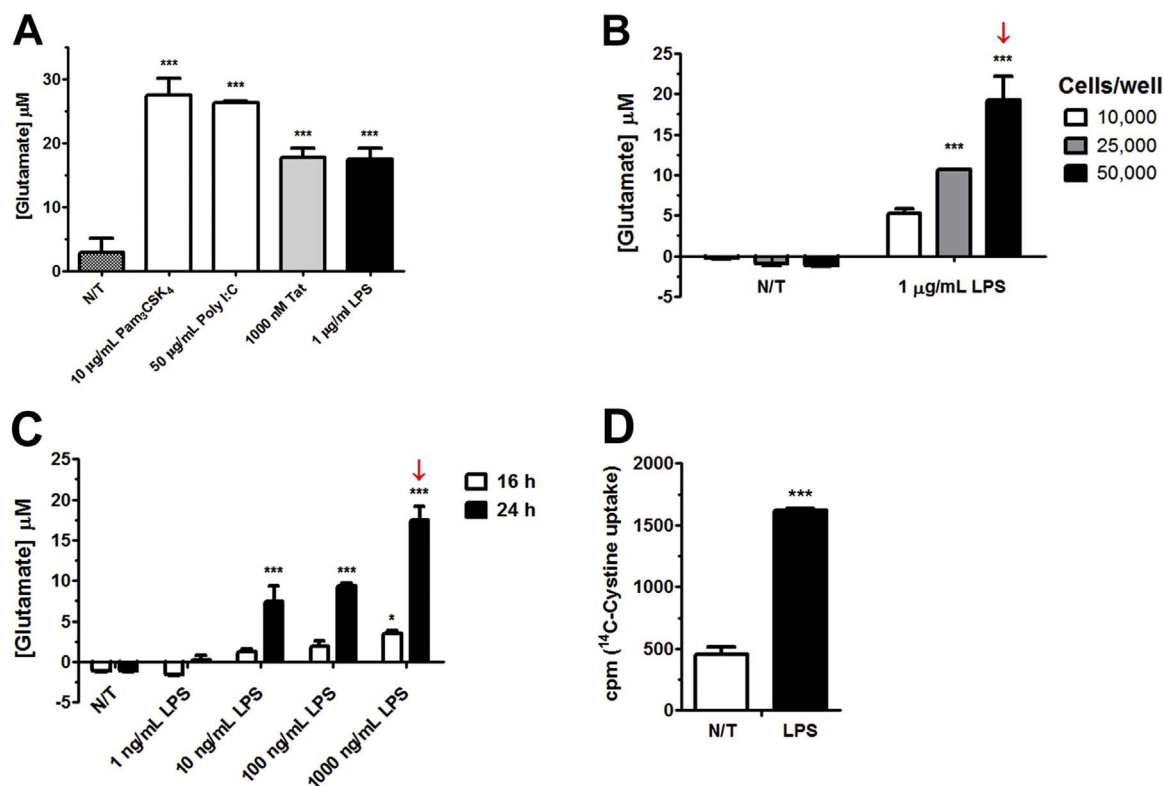 A
[Glutamate] µM
30
20
10
0
***
***
***
***
N/T
10 µg/mL Pam₃CSK₄
50 µg/mL Poly I:C
1000 nM Tat
1 µg/ml LPS
B
[Glutamate] µM
25
20
15
10
5
0
-5
↓
***
***
N/T
1 µg/mL LPS
Cells/well
10,000
25,000
50,000
C
[Glutamate] µM
25
20
15
10
5
0
-5
↓
***
***
***
*
N/T
1 ng/mL LPS
10 ng/mL LPS
100 ng/mL LPS
1000 ng/mL LPS
16 h
24 h
D
cpm (¹⁴C-Cystine uptake)
2000
1500
1000
500
0
***
N/T
LPS